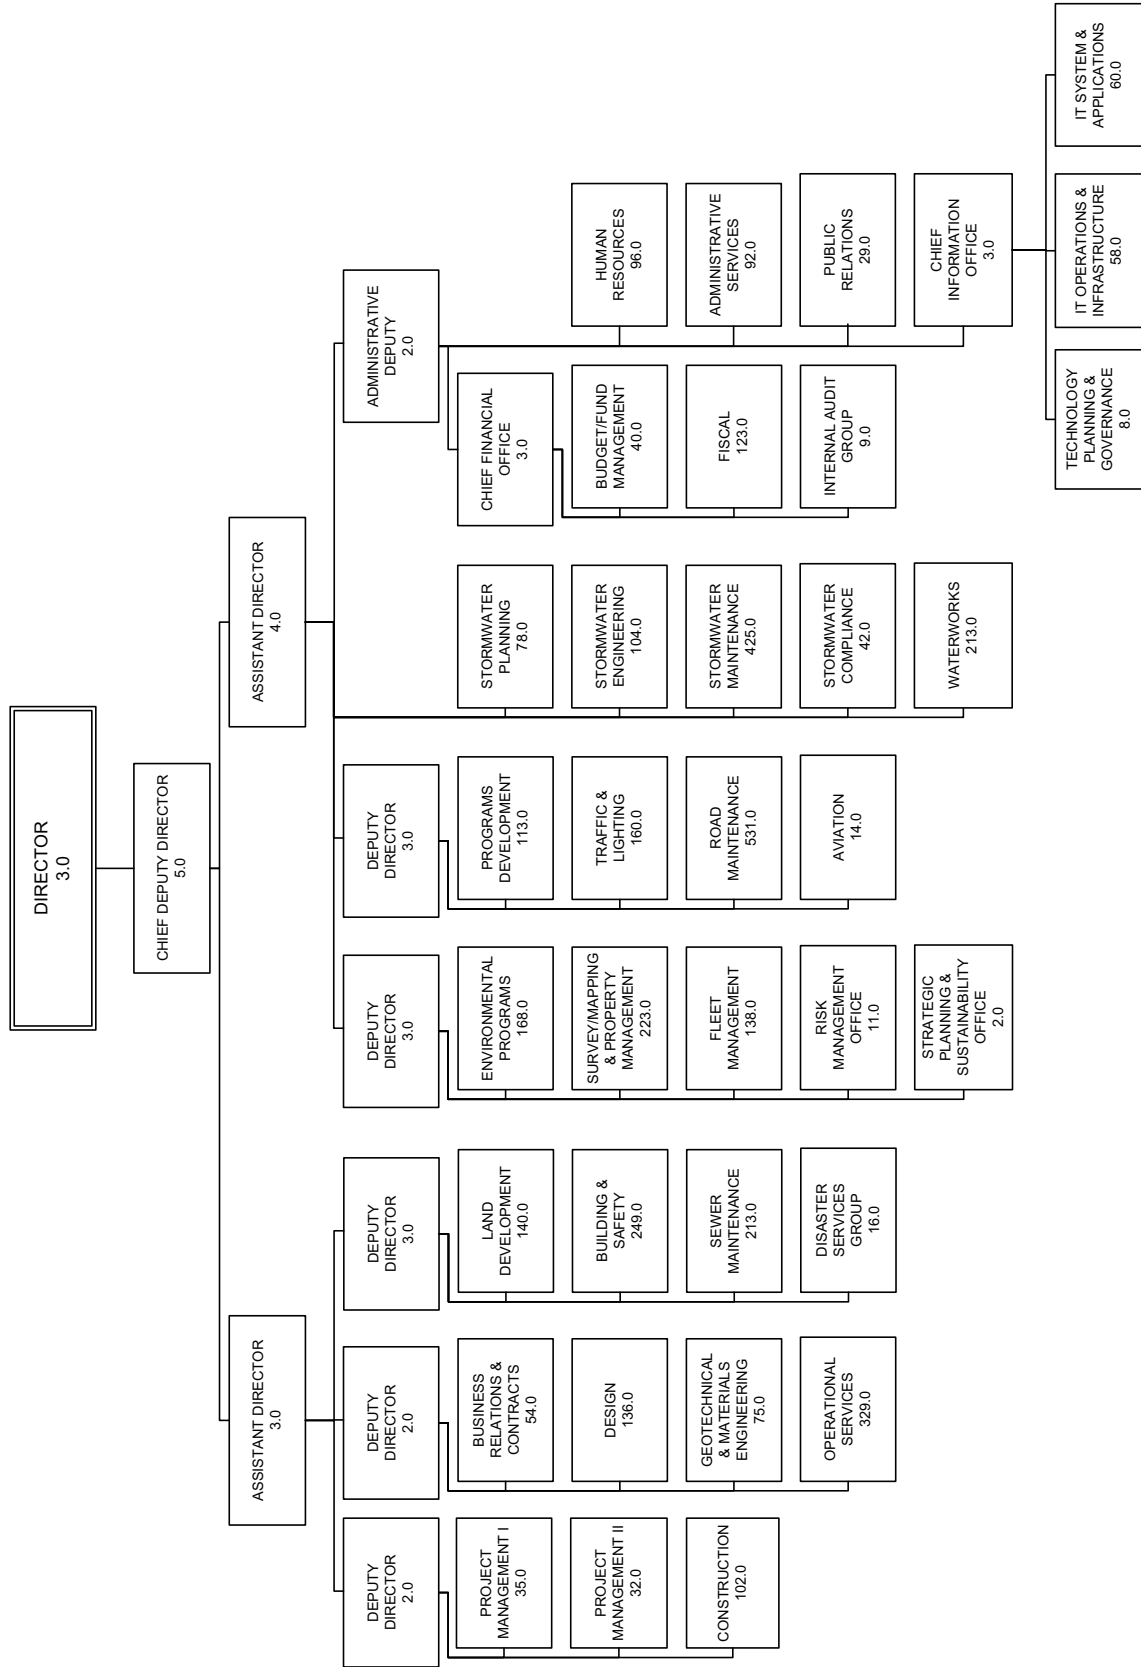 DIRECTOR
3.0
CHIEF DEPUTY DIRECTOR
5.0
ASSISTANT DIRECTOR
3.0
ASSISTANT DIRECTOR
4.0
DEPUTY
DIRECTOR
2.0
DEPUTY
DIRECTOR
2.0
DEPUTY
DIRECTOR
3.0
DEPUTY
DIRECTOR
3.0
DEPUTY
DIRECTOR
3.0
ADMINISTRATIVE
DEPUTY
2.0
PROJECT
MANAGEMENT I
35.0
PROJECT
MANAGEMENT II
32.0
CONSTRUCTION
102.0
BUSINESS
RELATIONS &
CONTRACTS
54.0
DESIGN
136.0
GEOTECHNICAL
& MATERIALS
ENGINEERING
75.0
OPERATIONAL
SERVICES
329.0
LAND
DEVELOPMENT
140.0
BUILDING &
SAFETY
249.0
SEWER
MAINTENANCE
213.0
DISASTER
SERVICES
GROUP
16.0
ENVIRONMENTAL
PROGRAMS
168.0
SURVEY/MAPPING
& PROPERTY
MANAGEMENT
223.0
FLEET
MANAGEMENT
138.0
RISK
MANAGEMENT
OFFICE
11.0
STRATEGIC
PLANNING &
SUSTAINABILITY
OFFICE
2.0
PROGRAMS
DEVELOPMENT
113.0
TRAFFIC &
LIGHTING
160.0
ROAD
MAINTENANCE
531.0
AVIATION
14.0
STORMWATER
PLANNING
78.0
STORMWATER
ENGINEERING
104.0
STORMWATER
MAINTENANCE
425.0
STORMWATER
COMPLIANCE
42.0
WATERWORKS
213.0
CHIEF FINANCIAL
OFFICE
3.0
BUDGET/FUND
MANAGEMENT
40.0
FISCAL
123.0
INTERNAL AUDIT
GROUP
9.0
HUMAN
RESOURCES
96.0
ADMINISTRATIVE
SERVICES
92.0
PUBLIC
RELATIONS
29.0
CHIEF
INFORMATION
OFFICE
3.0
TECHNOLOGY
PLANNING &
GOVERNANCE
8.0
IT OPERATIONS &
INFRASTRUCTURE
58.0
IT SYSTEM &
APPLICATIONS
60.0